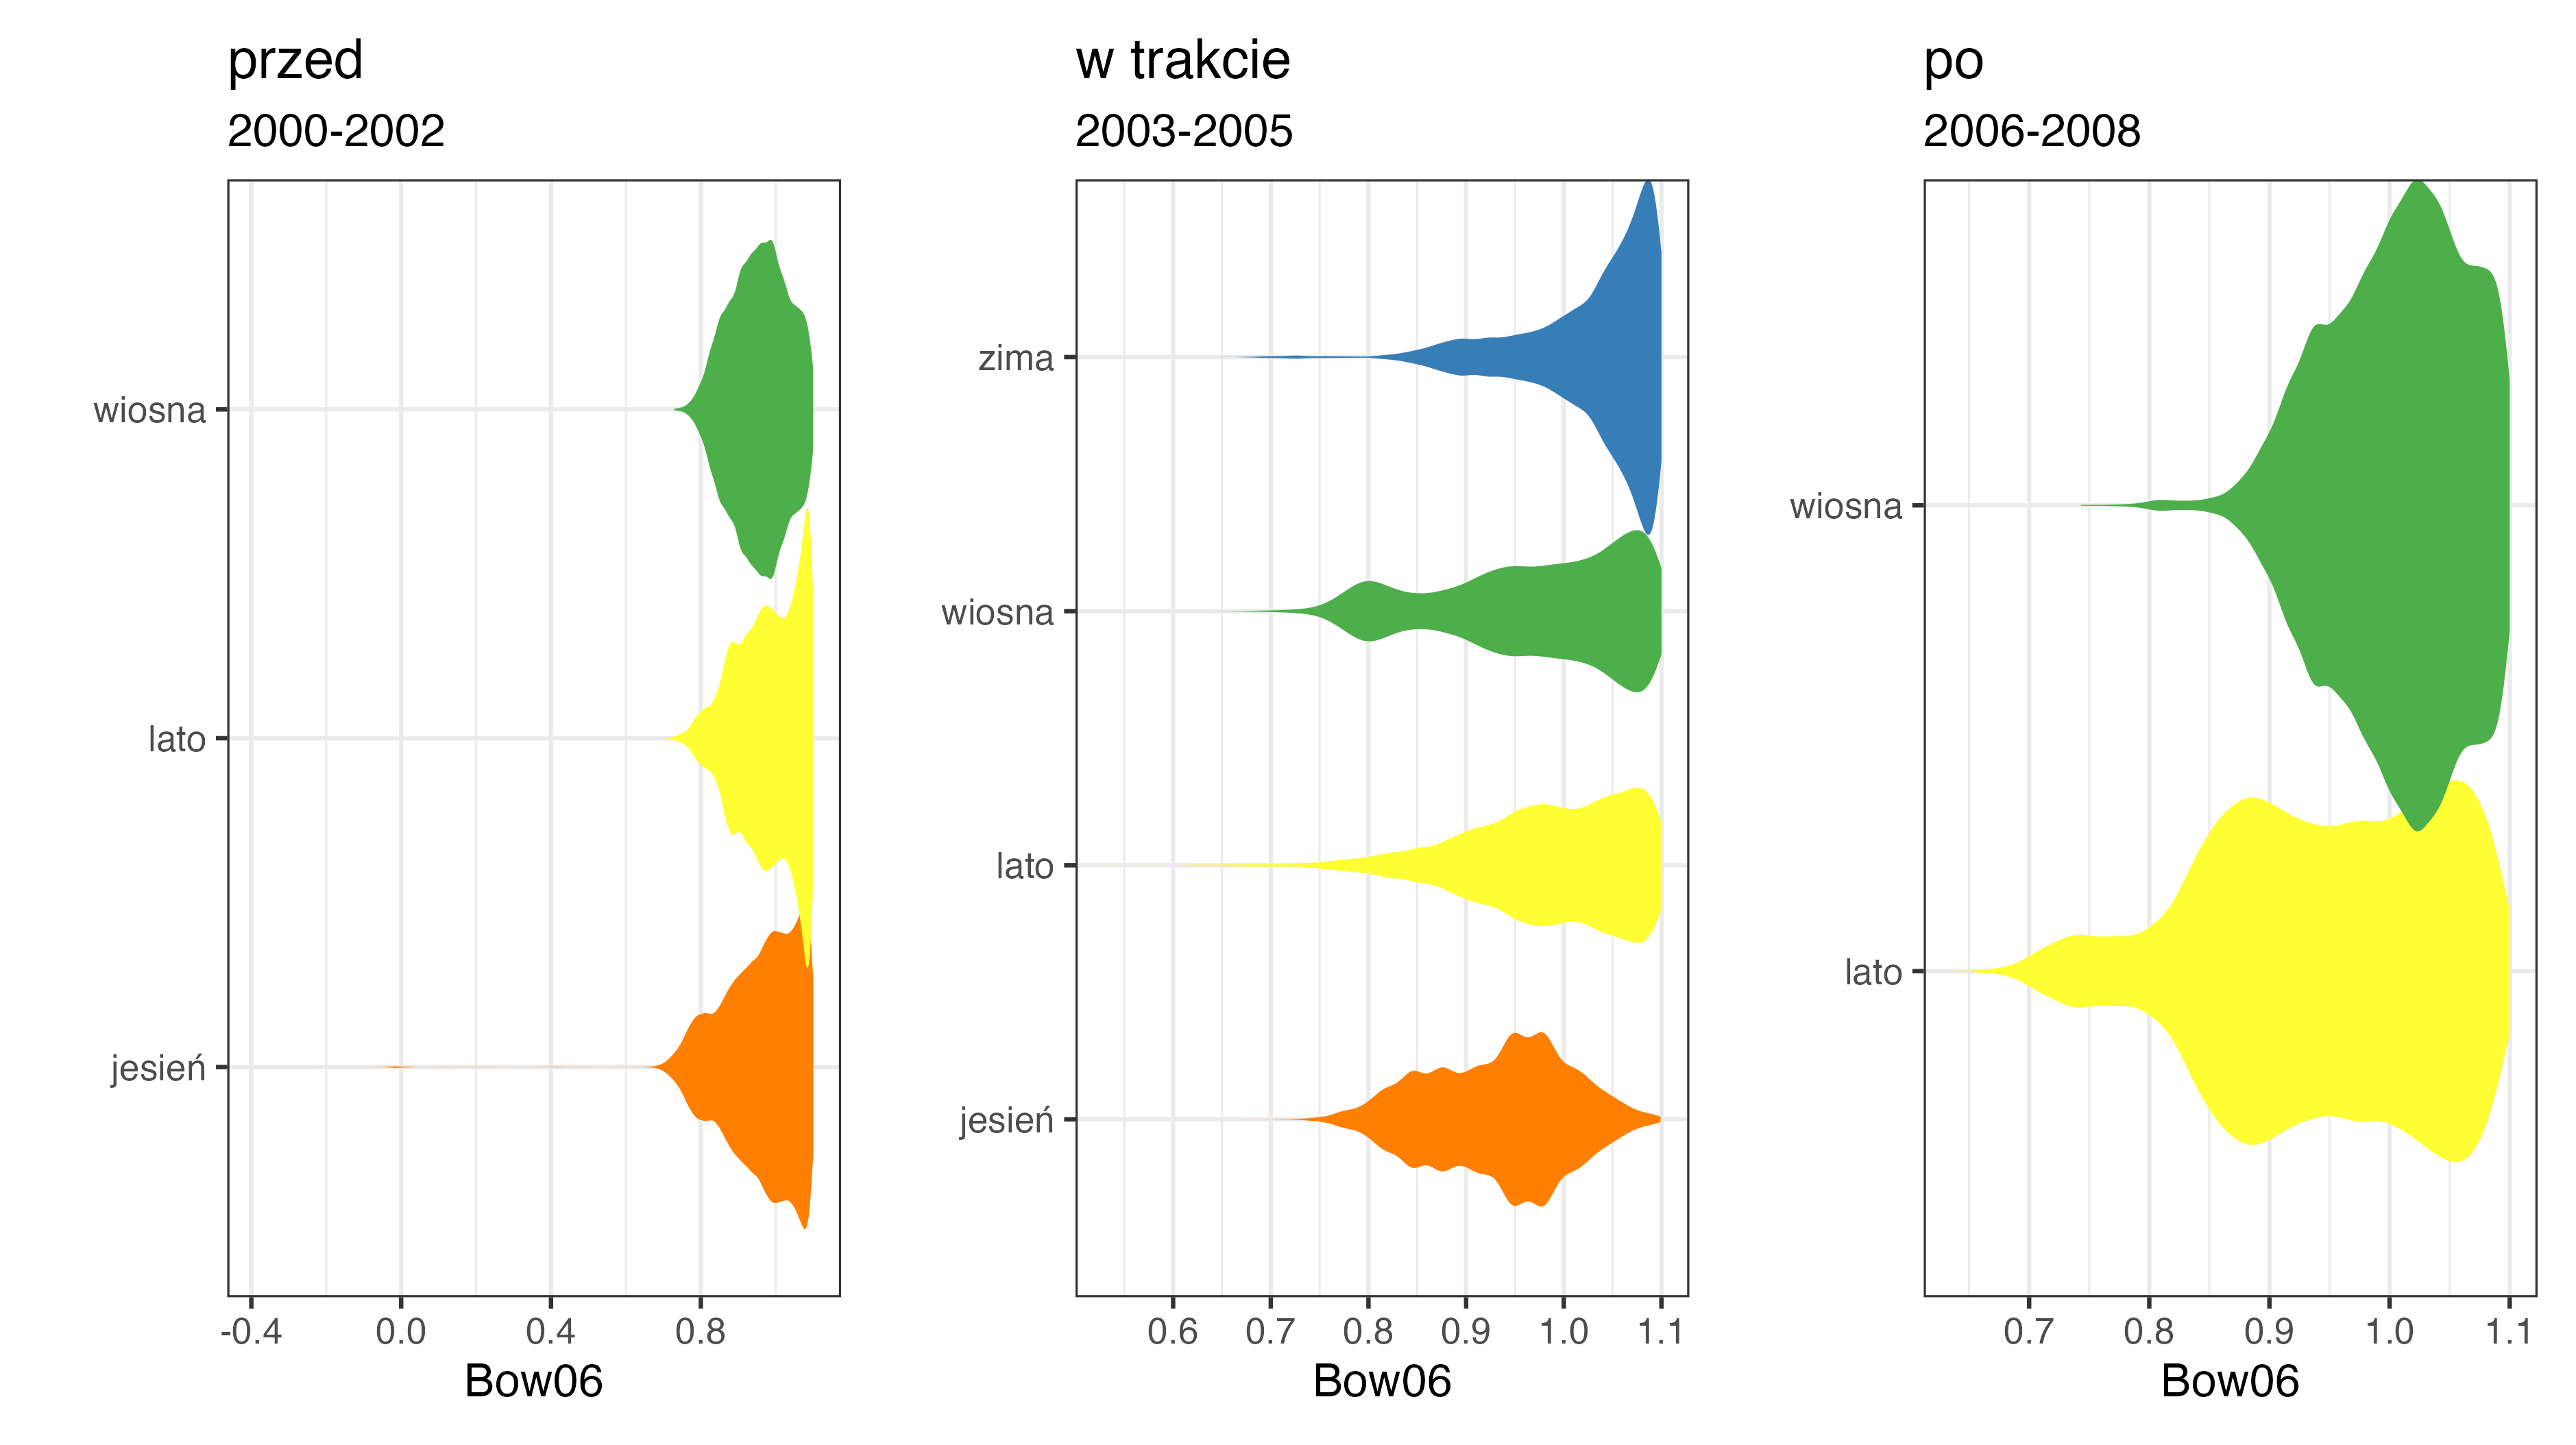 przed
2000-2002
wiosna
lato
jesień
-0.4 0.0 0.4 0.8
Bow06
w trakcie
2003-2005
zima
wiosna
lato
jesień
0.6 0.7 0.8 0.9 1.0 1.1
Bow06
po
2006-2008
wiosna
lato
0.7 0.8 0.9 1.0 1.1
Bow06